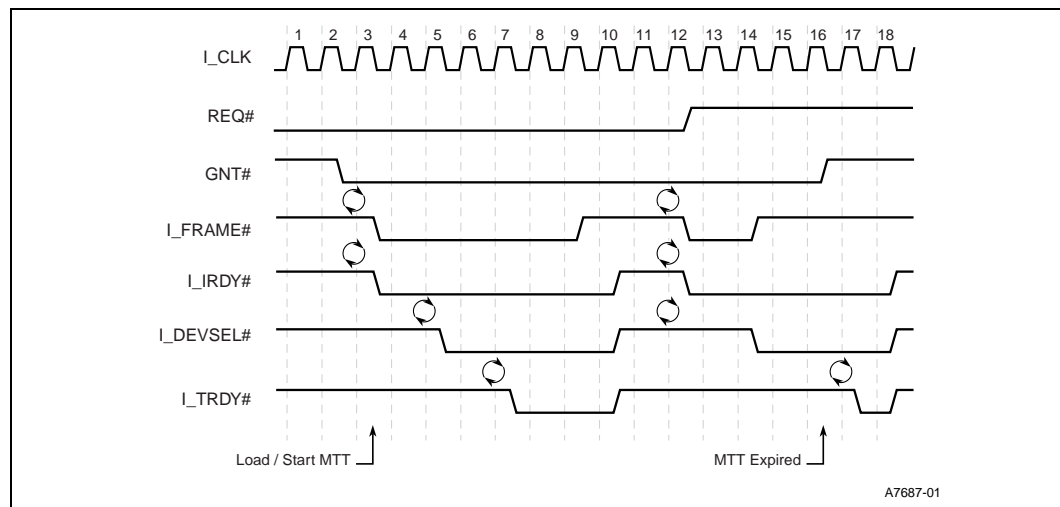 1 2 3 4 5 6 7 8 9 10 11 12 13 14 15 16 17 18
I_CLK
REQ#
GNT#
I_FRAME#
I_IRDY#
I_DEVSEL#
I_TRDY#
Load / Start MTT
MTT Expired
A7687-01